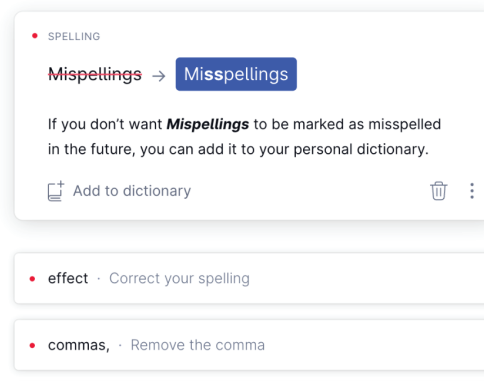 SPELLING
Mispellings → Misspellings
If you don’t want Mispellings to be marked as misspelled
in the future, you can add it to your personal dictionary.
Add to dictionary
effect · Correct your spelling
commas, · Remove the comma